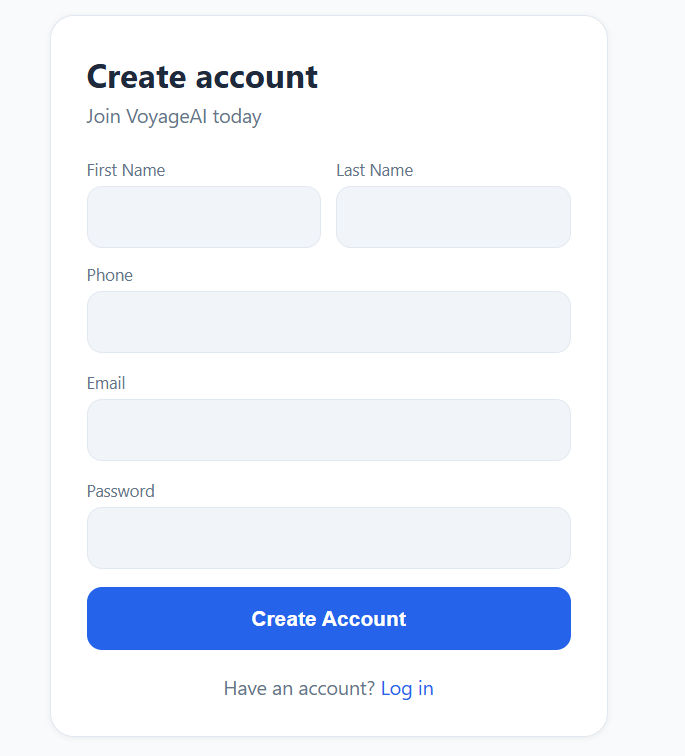 Create account
Join VoyageAI today
First Name Last Name
Phone
Email
Password
Create Account
Have an account? Log in